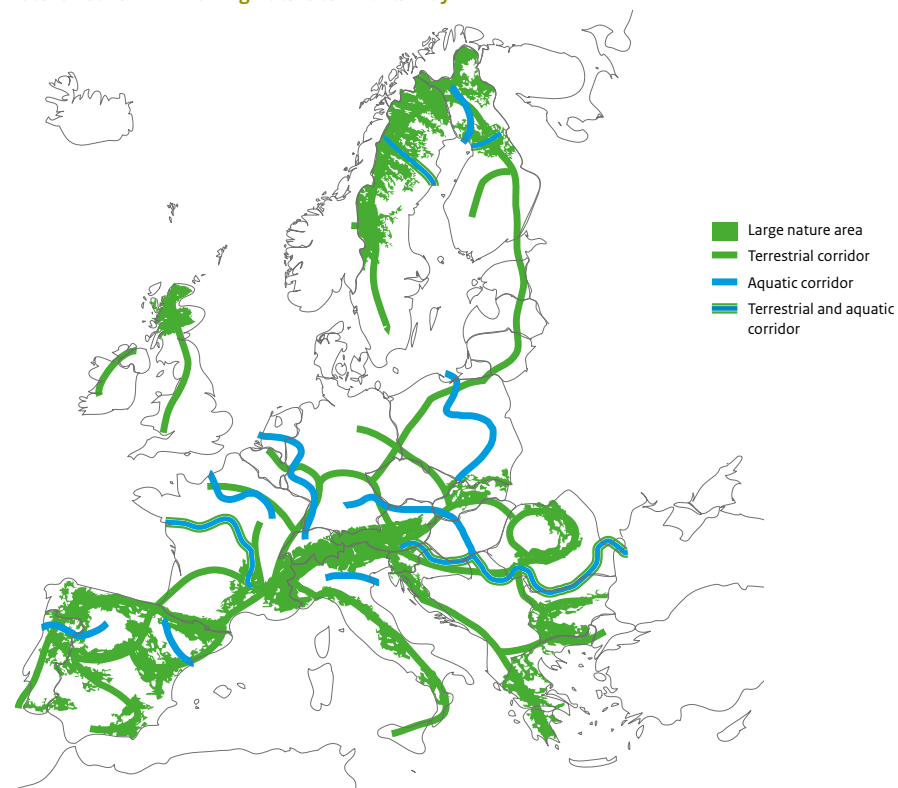 Large nature area
Terrestrial corridor
Aquatic corridor
Terrestrial and aquatic
corridor